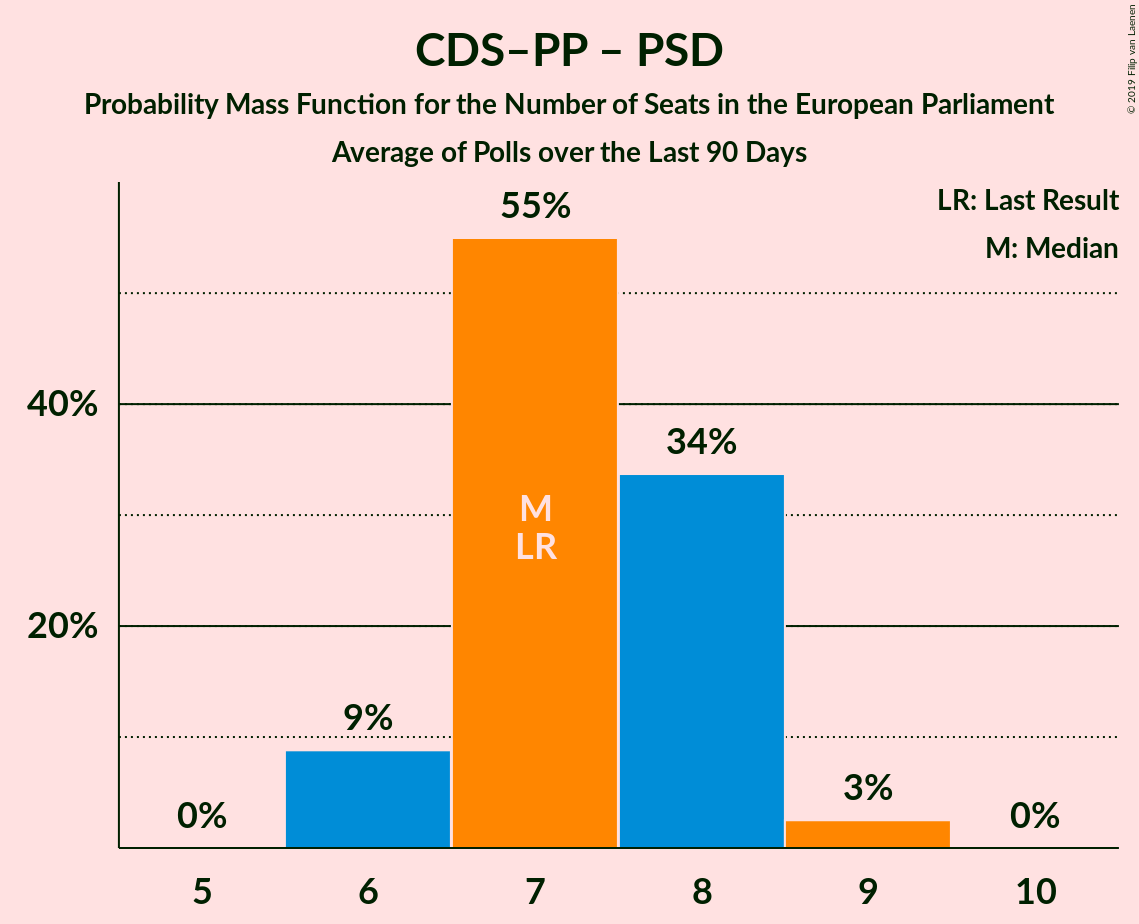 CDS–PP – PSD
Probability Mass Function for the Number of Seats in the European Parliament
Average of Polls over the Last 90 Days
© 2019 Filip van Laenen
LR: Last Result
M: Median
55%
40%
34%
M
LR
20%
9%
3%
0%
0%
5
6
7
8
9
10